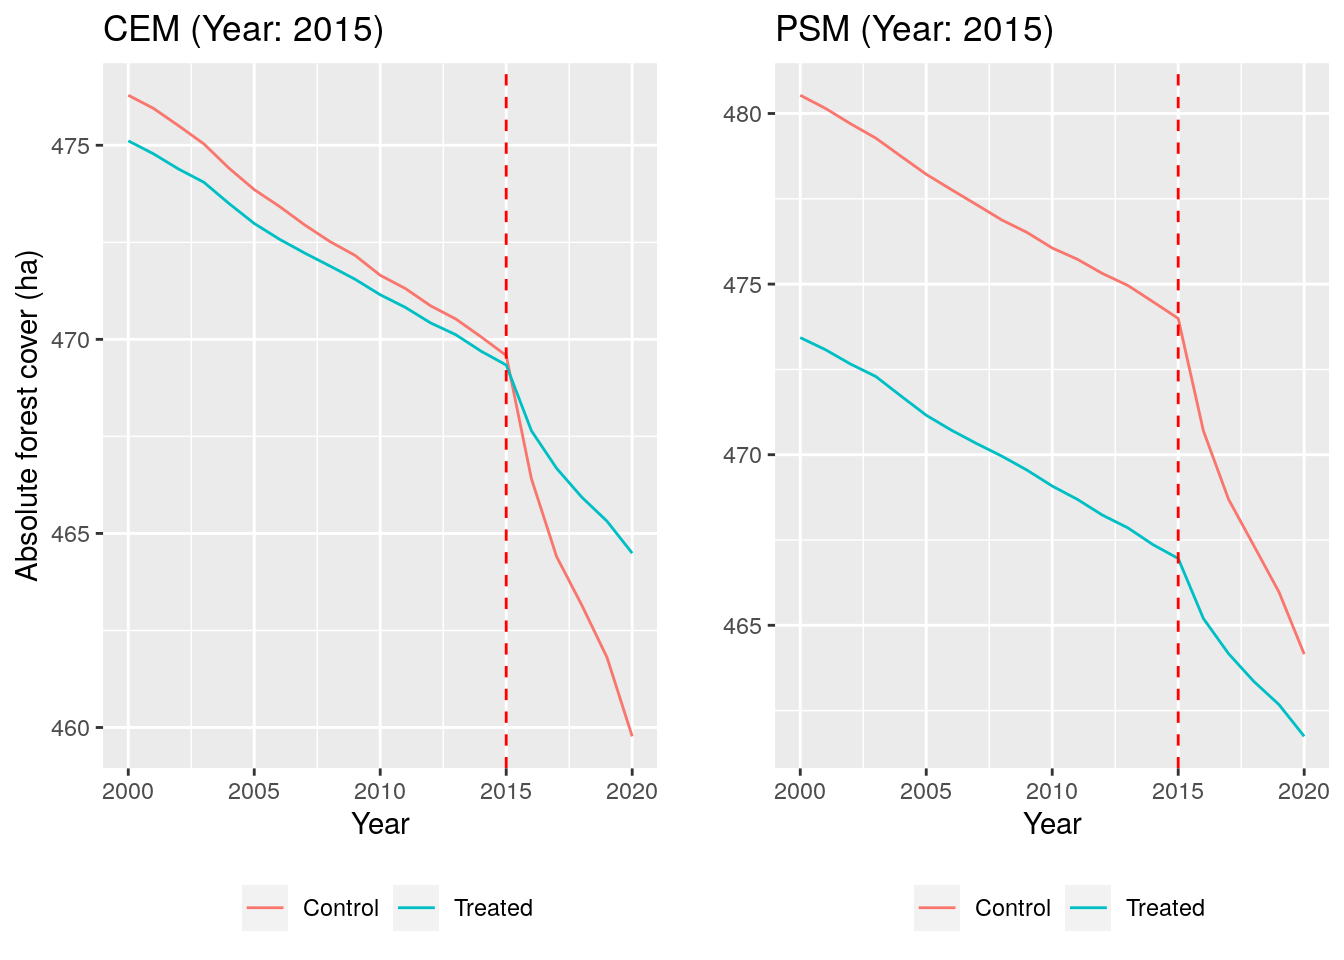 CEM (Year: 2015)
Absolute forest cover (ha)
475
470
465
460
2000 2005 2010 2015 2020
Year
Control Treated
PSM (Year: 2015)
480
475
470
465
2000 2005 2010 2015 2020
Year
Control Treated